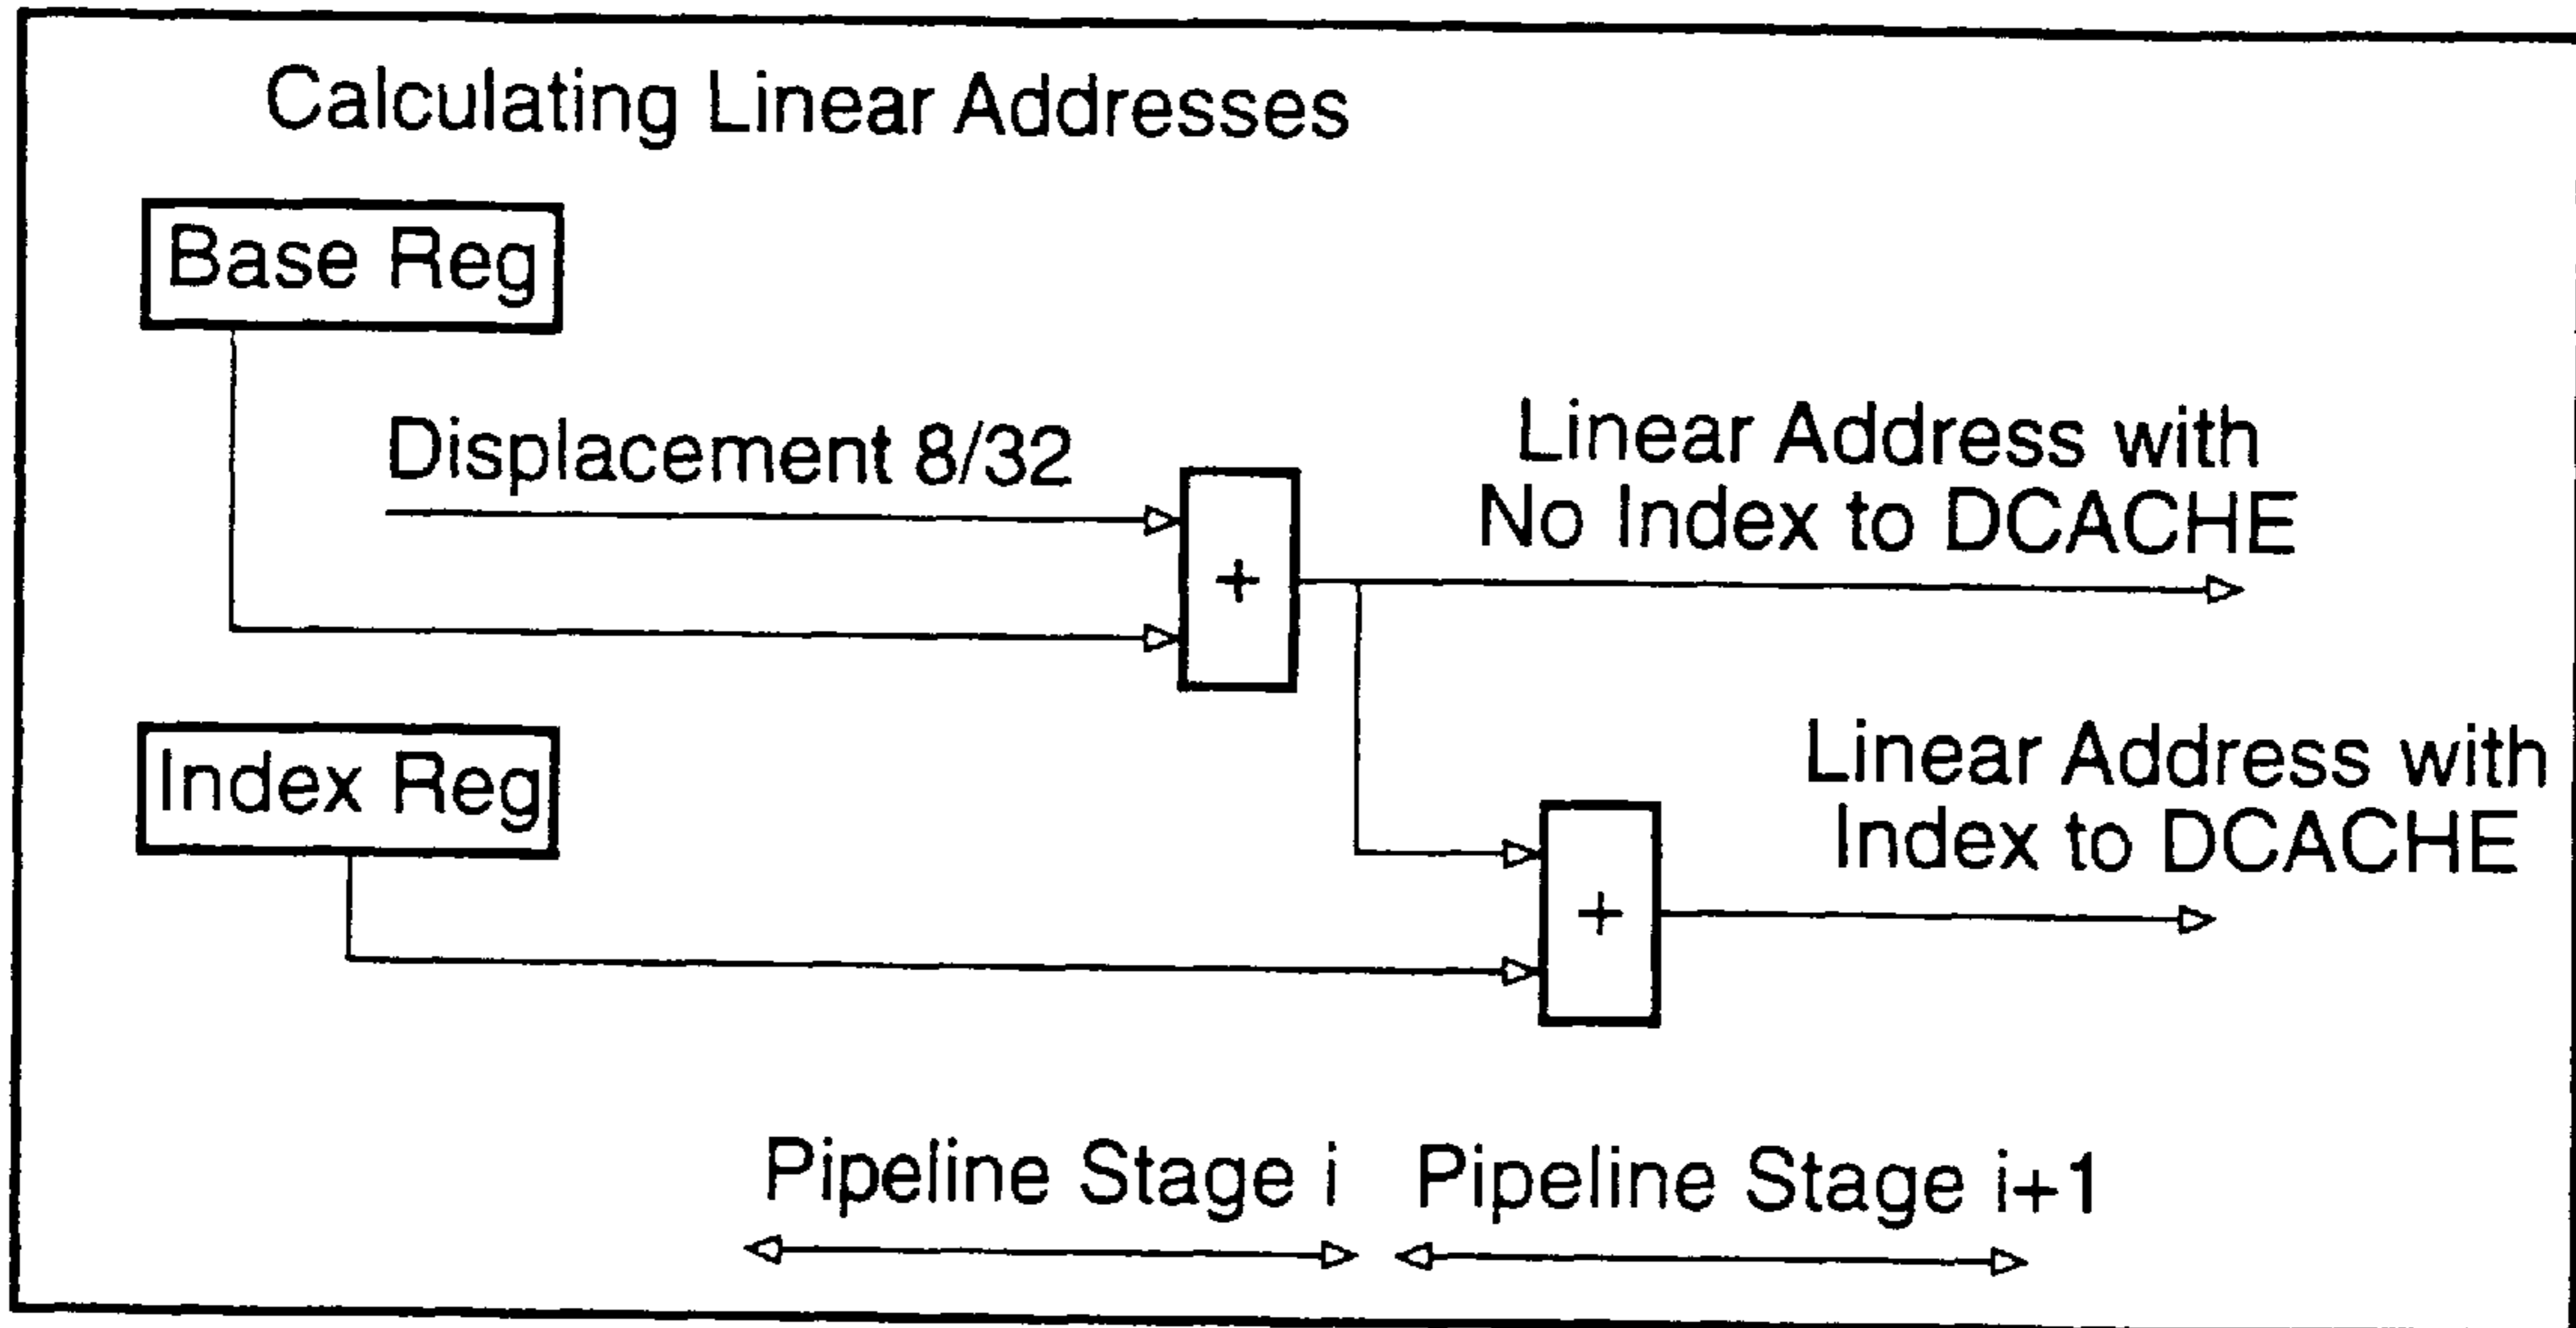 Calculating Linear Addresses
Base Reg
Displacement 8/32
+
Linear Address with
No Index to DCACHE
Index Reg
+
Linear Address with
Index to DCACHE
Pipeline Stage i
Pipeline Stage i+1